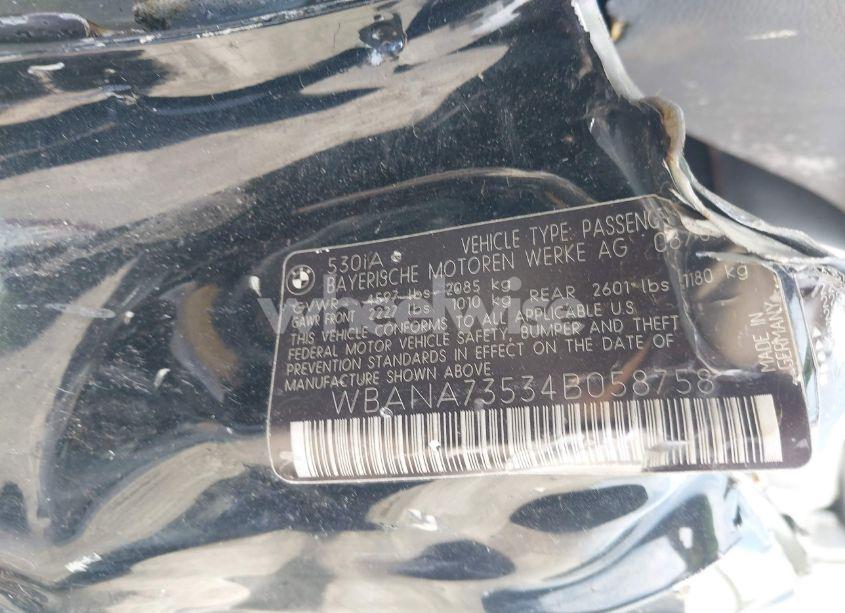 530iA VEHICLE TYPE: PASSENGE
BAYERISCHE MOTOREN WERKE AG
GVWR 4597 lbs 2085 kg
GAWR FRONT 2227 lbs 1010 kg REAR 2601 lbs 1180 kg
THIS VEHICLE CONFORMS TO ALL APPLICABLE U.S.
FEDERAL MOTOR VEHICLE SAFETY, BUMPER AND THEFT
PREVENTION STANDARDS IN EFFECT ON THE DATE OF
MANUFACTURE SHOWN ABOVE.
WBANA73534B058758
MADE IN
GERMANY
wheelwire